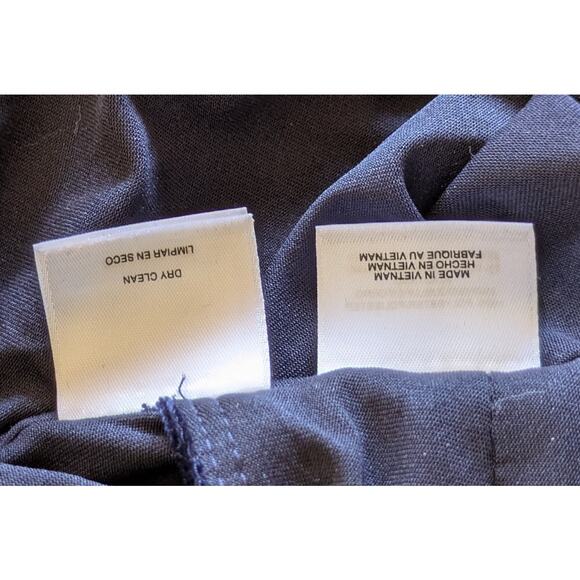 DRY CLEAN
LIMPIAR EN SECO
MADE IN VIETNAM
HECHO EN VIETNAM
FABRIQUE AU VIETNAM